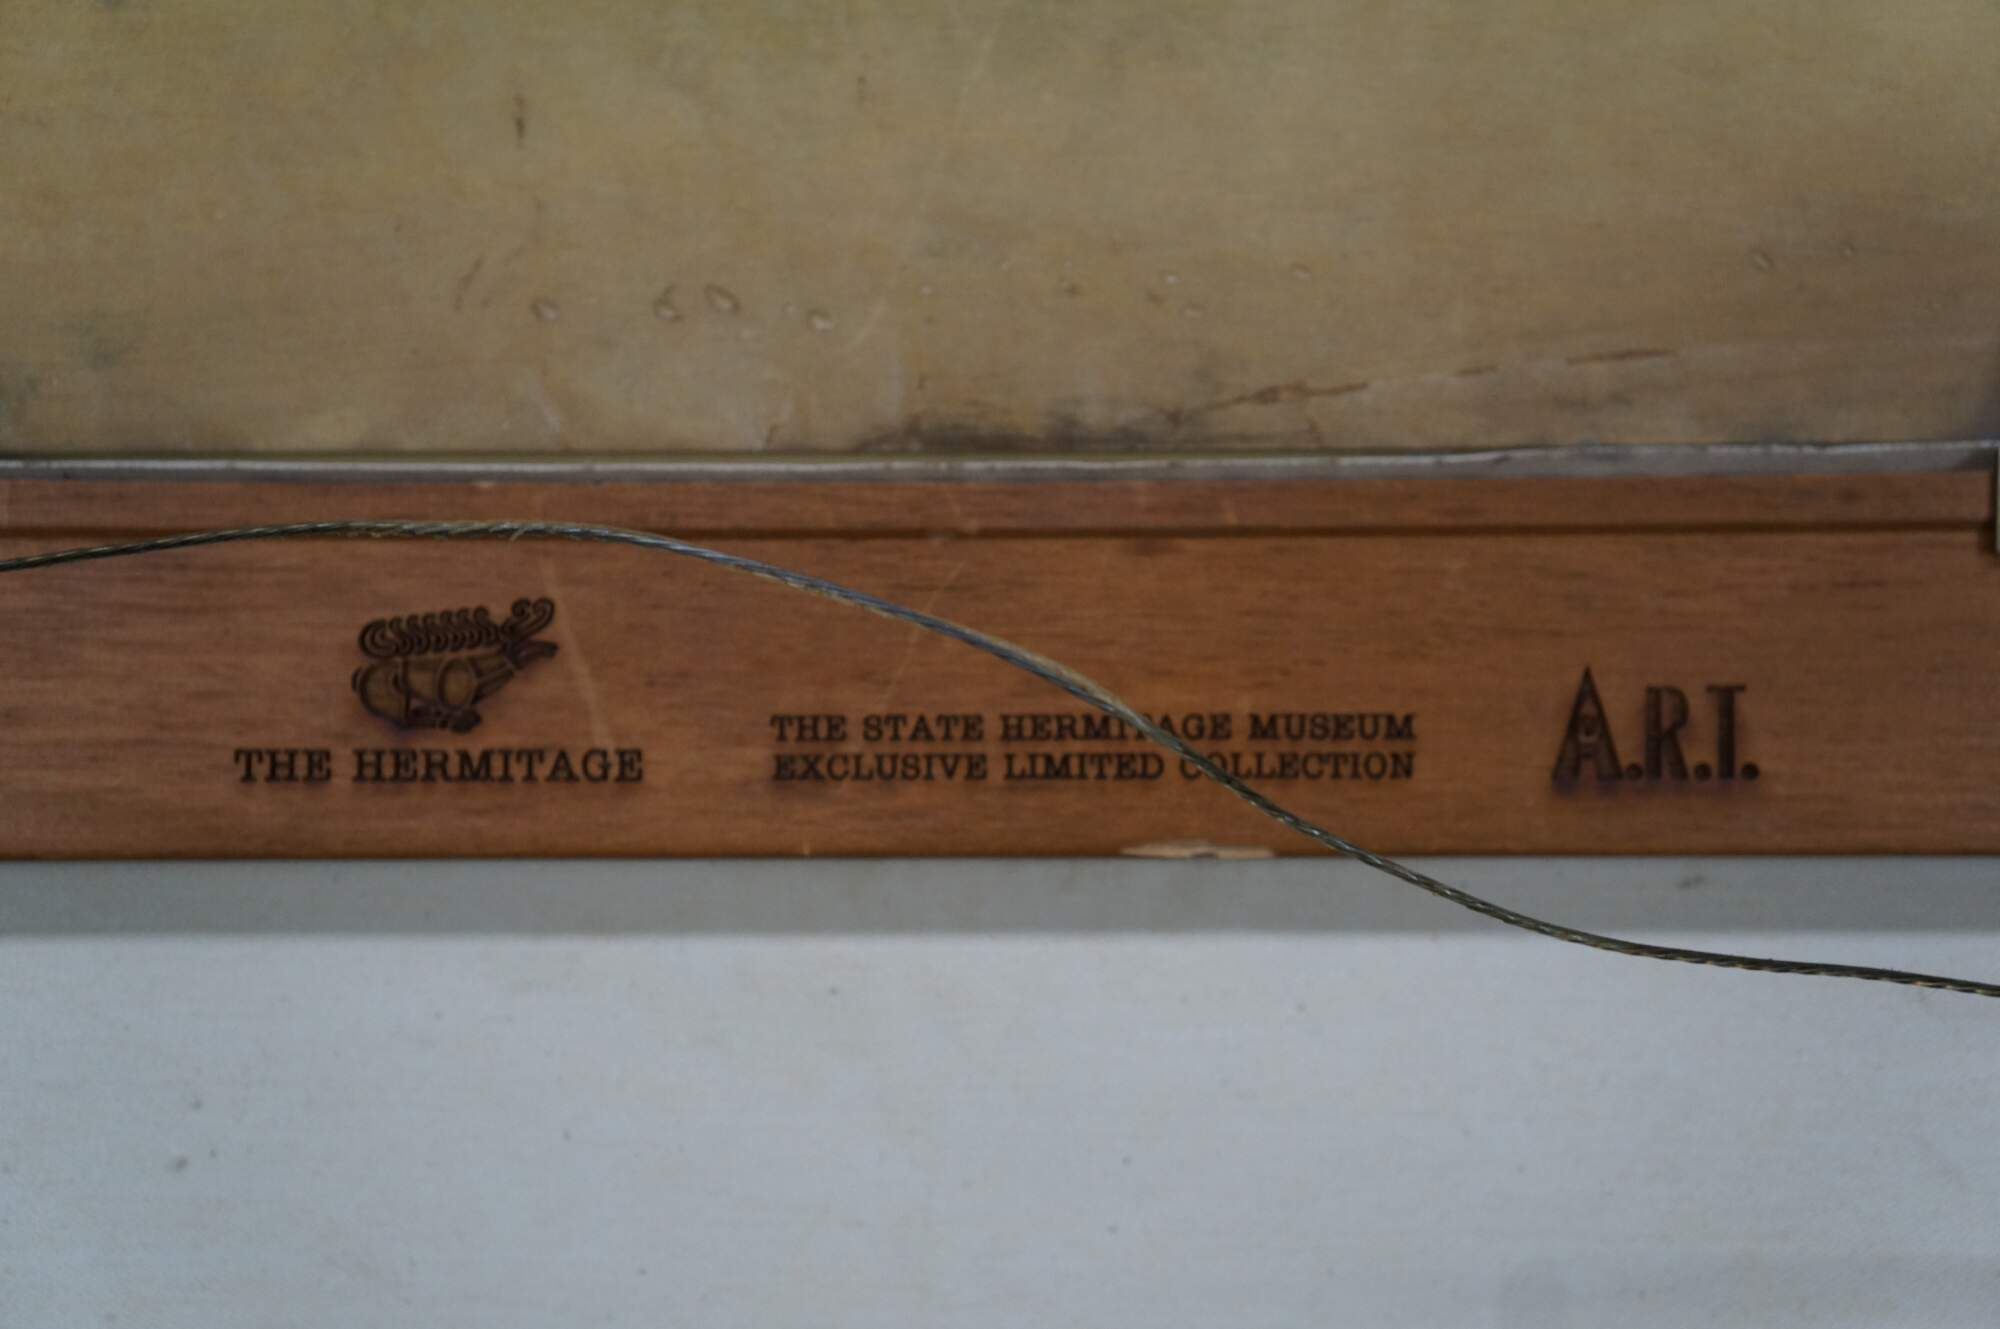 THE HERMITAGE
THE STATE HERMITAGE MUSEUM
EXCLUSIVE LIMITED COLLECTION
A.R.T.